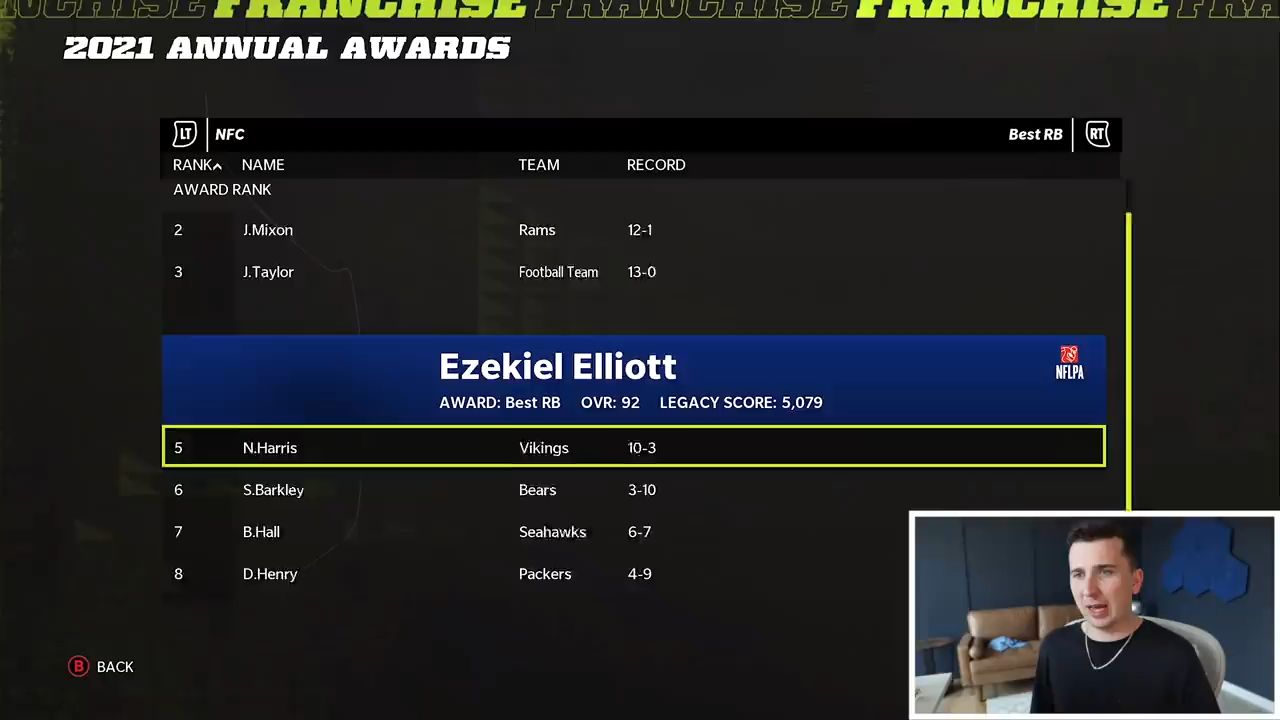 NCHISE FRANCHISE FRANCHISE FRANCHISE FRA
2021 ANNUAL AWARDS
LT NFC Best RB RT
RANK NAME TEAM RECORD
AWARD RANK
2 J.Mixon Rams 12-1
3 J.Taylor Football Team 13-0
Ezekiel Elliott
NFLPA
AWARD: Best RB OVR: 92 LEGACY SCORE: 5,079
5 N.Harris Vikings 10-3
6 S.Barkley Bears 3-10
7 B.Hall Seahawks 6-7
8 D.Henry Packers 4-9
B BACK